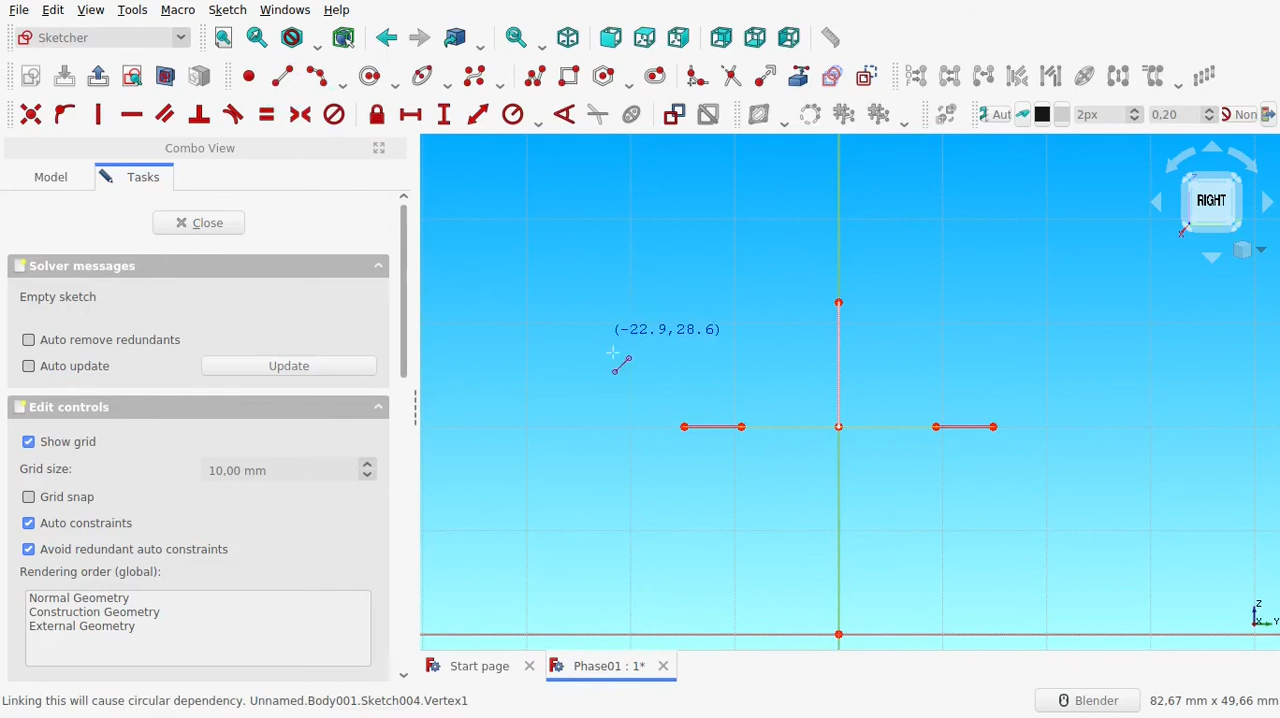 File Edit View Tools Macro Sketch Windows Help
Sketcher
Aut 2px 0,20 Non
Combo View
Model Tasks
Close
Solver messages
Empty sketch
Auto remove redundants
Auto update Update
Edit controls
Show grid
Grid size: 10,00 mm
Grid snap
Auto constraints
Avoid redundant auto constraints
Rendering order (global):
Normal Geometry
Construction Geometry
External Geometry
(-22.9,28.6)
RIGHT
Z
X
Z
X
Y
Start page Phase01 : 1*
Linking this will cause circular dependency. Unnamed.Body001.Sketch004.Vertex1 Blender 82,67 mm x 49,66 mm